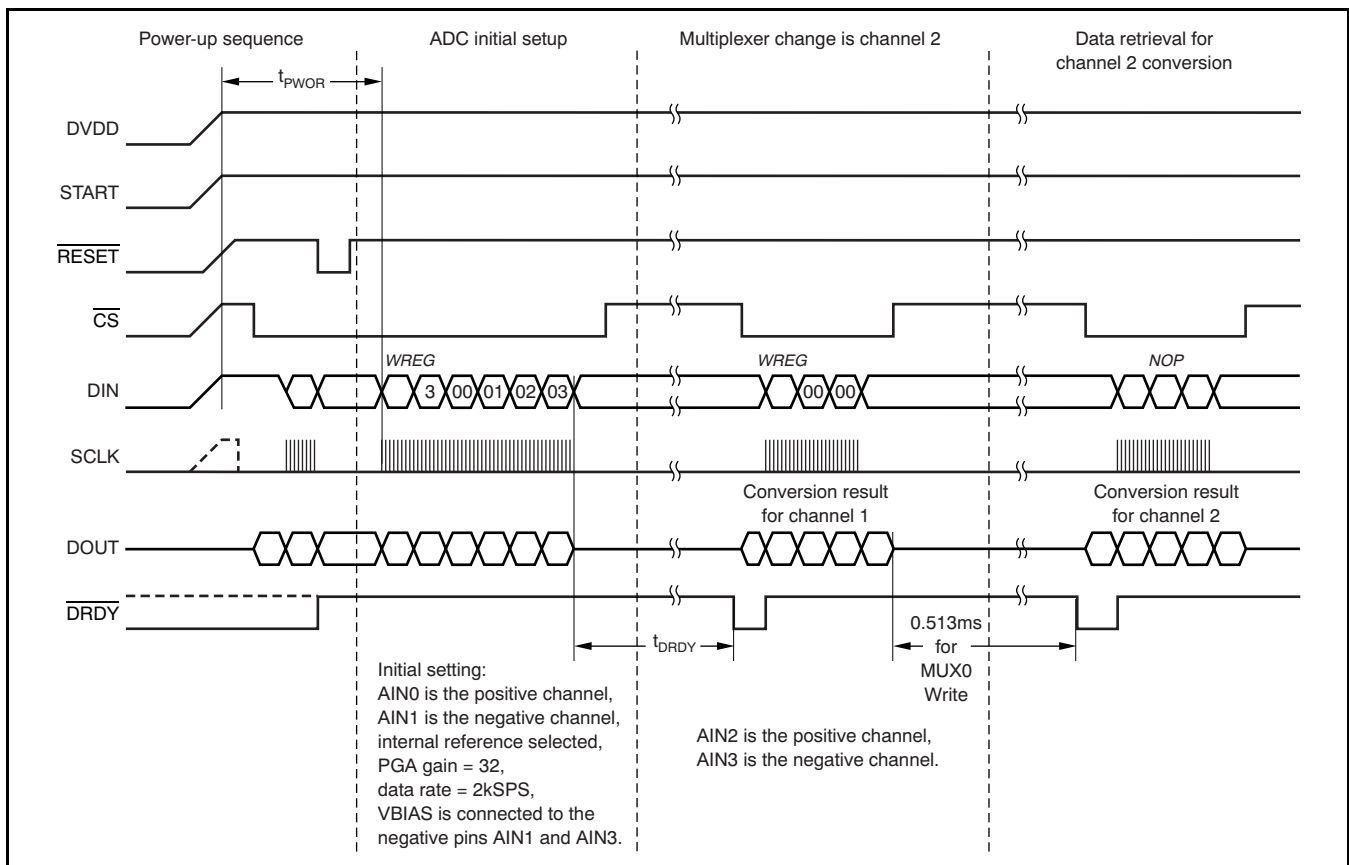 Power-up sequence
ADC initial setup
Multiplexer change is channel 2
Data retrieval for
channel 2 conversion
tPWOR
DVDD
START
RESET
CS
WREG
WREG
NOP
DIN
3 00 01 02 03
00 00
SCLK
Conversion result
for channel 1
Conversion result
for channel 2
DOUT
DRDY
tDRDY
0.513ms
for
MUX0
Write
Initial setting:
AIN0 is the positive channel,
AIN1 is the negative channel,
internal reference selected,
PGA gain = 32,
data rate = 2kSPS,
VBIAS is connected to the
negative pins AIN1 and AIN3.
AIN2 is the positive channel,
AIN3 is the negative channel.